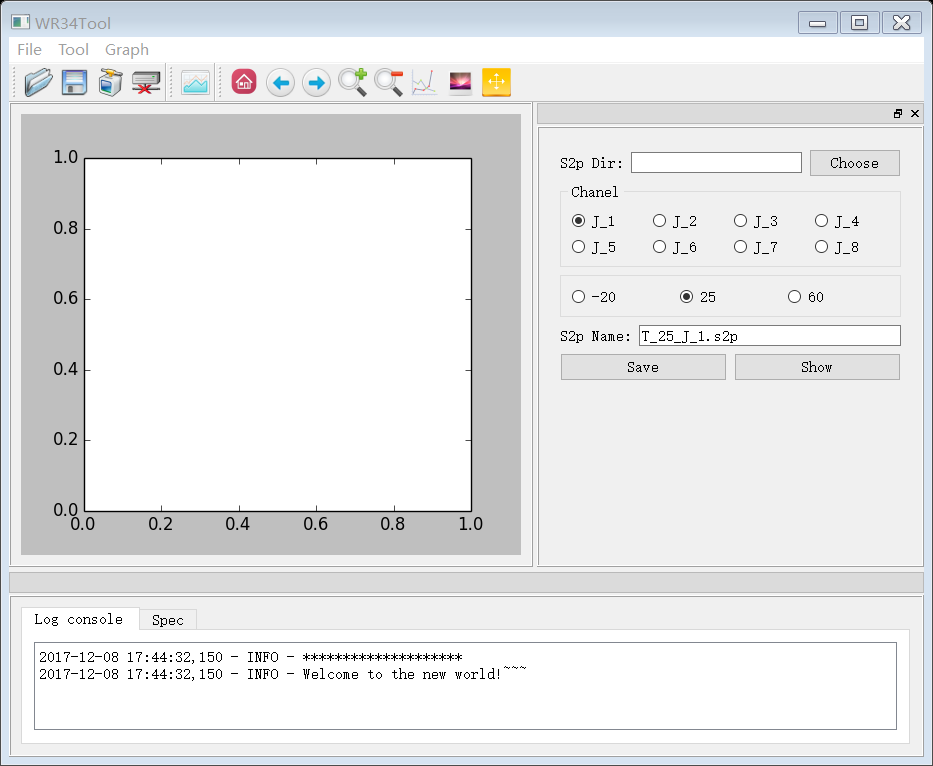 WR34Tool
File Tool Graph
S2p Dir: Choose
Chanel
J_1 J_2 J_3 J_4
J_5 J_6 J_7 J_8
-20 25 60
S2p Name: T_25_J_1.s2p
Save Show
1.0
0.8
0.6
0.4
0.2
0.0
0.0 0.2 0.4 0.6 0.8 1.0
Log console Spec
2017-12-08 17:44:32,150 - INFO - ********************
2017-12-08 17:44:32,150 - INFO - Welcome to the new world!~~~